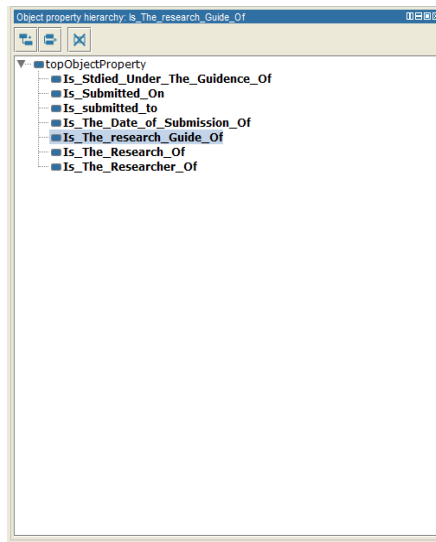 Object property hierarchy: Is_The_research_Guide_Of
topObjectProperty
Is_Stdied_Under_The_Guidence_Of
Is_Submitted_On
Is_submitted_to
Is_The_Date_of_Submission_Of
Is_The_research_Guide_Of
Is_The_Research_Of
Is_The_Researcher_Of